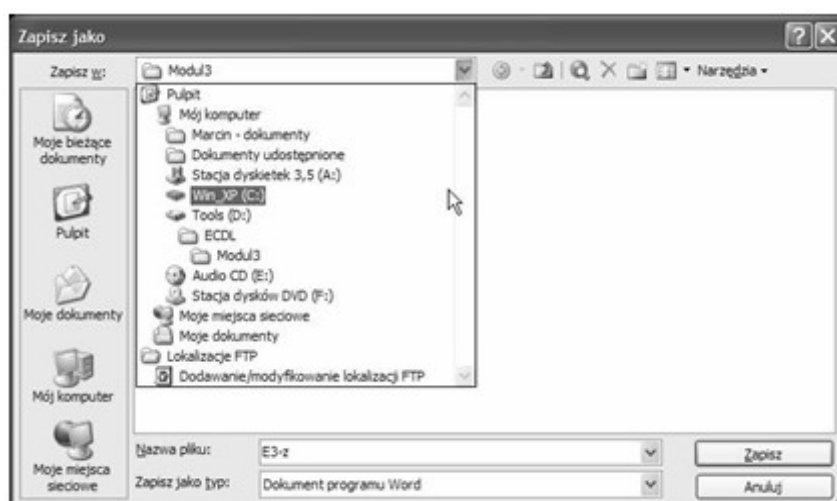 Zapisz jako
Zapisz w:
Modul3
Narzędzia
Pulpit
Mój komputer
Marcin - dokumenty
Dokumenty udostępnione
Stacja dyskietek 3,5 (A:)
Win_XP (C:)
Tools (D:)
ECDL
Modul3
Audio CD (E:)
Stacja dysków DVD (F:)
Moje miejsca sieciowe
Moje dokumenty
Lokalizacje FTP
Dodawanie/modyfikowanie lokalizacji FTP
Moje bieżące
dokumenty
Pulpit
Moje dokumenty
Mój komputer
Moje miejsca
sieciowe
Nazwa pliku:
E3-z
Zapisz
Zapisz jako typ:
Dokument programu Word
Anuluj